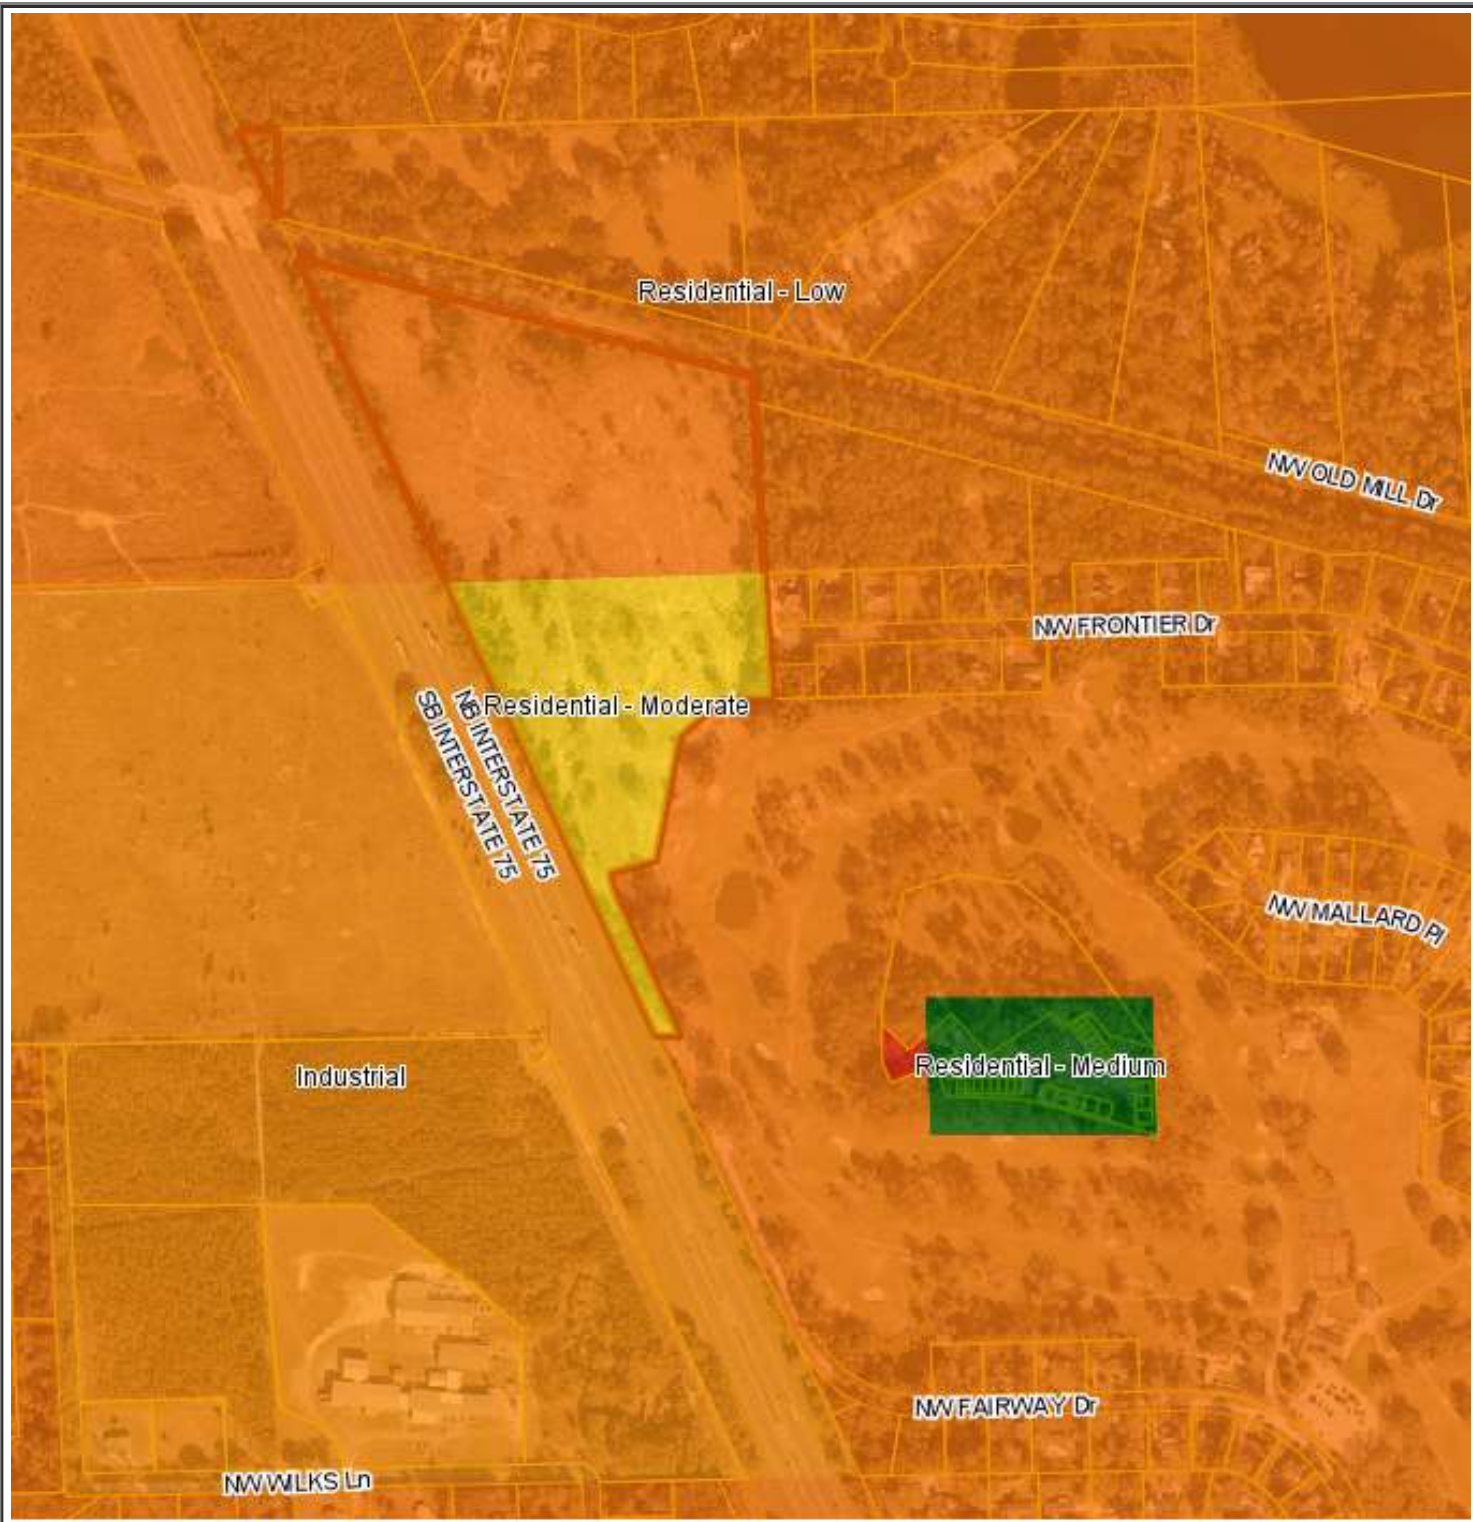 Residential - Low
NW OLD MILL Dr
NW FRONTIER Dr
Residential - Moderate
NB INTERSTATE 75
SB INTERSTATE 75
NW MALLARD Pl
Residential - Medium
Industrial
NW FAIRWAY Dr
NW WILKS Ln